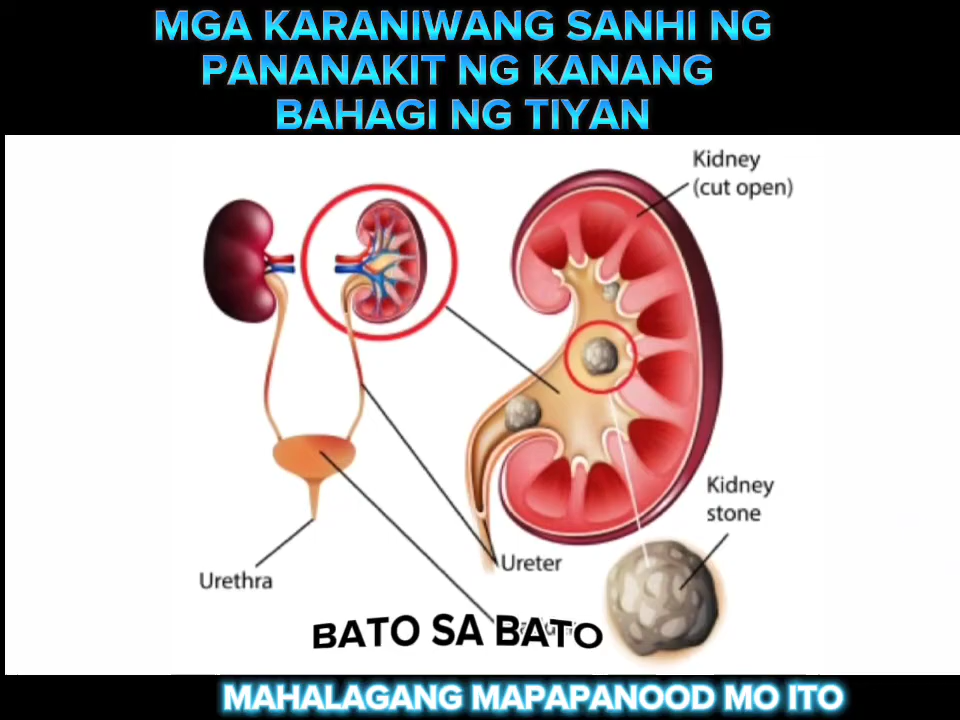 MGA KARANIWANG SANHI NG
PANANAKIT NG KANANG
BAHAGI NG TIYAN
Kidney
(cut open)
Kidney
stone
Ureter
Urethra
BATO SA BATO
MAHALAGANG MAPAPANOOD MO ITO